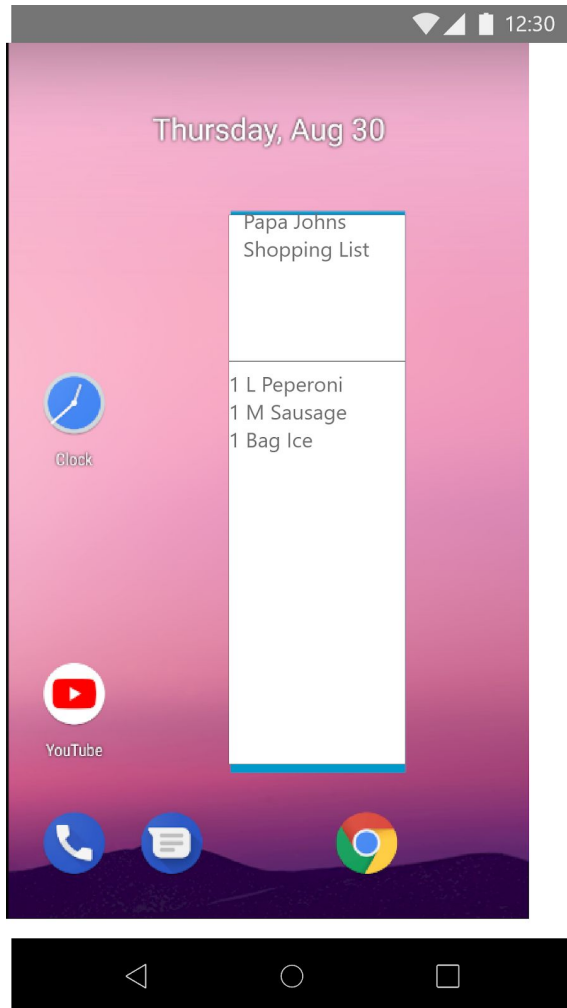 12:30
Thursday, Aug 30
Papa Johns
Shopping List
1 L Peperoni
1 M Sausage
1 Bag Ice
Clock
YouTube